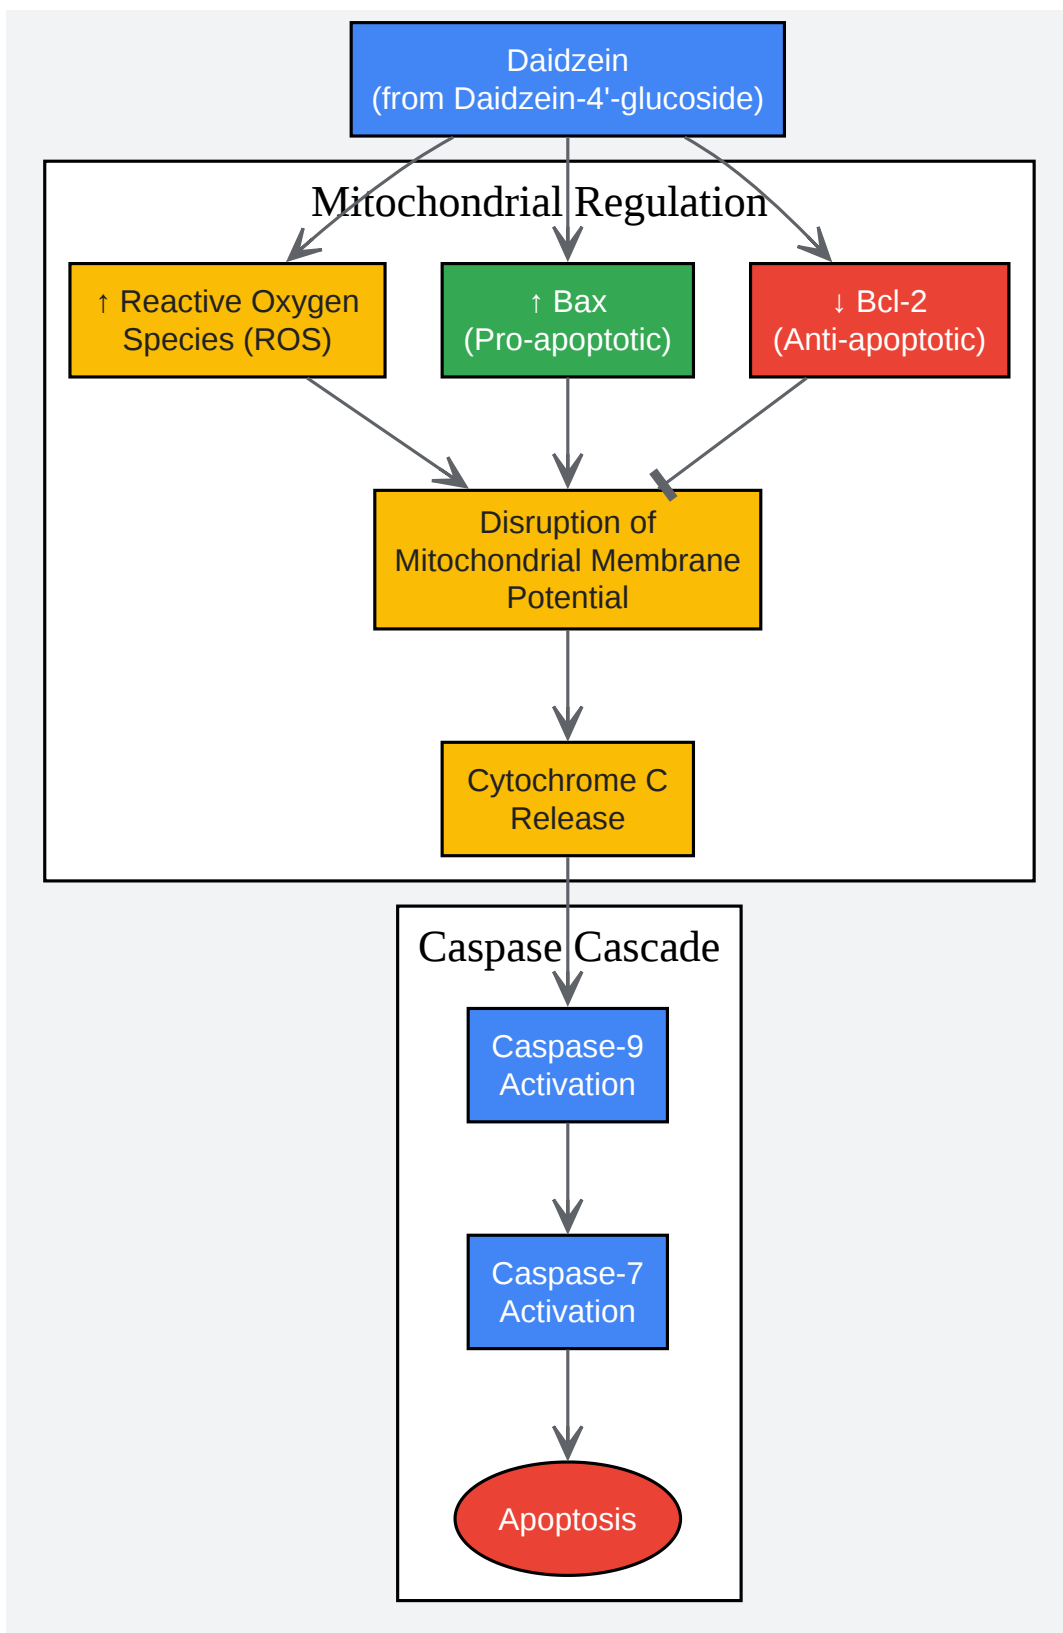 Daidzein
(from Daidzein-4'-glucoside)
Mitochondrial Regulation
↑ Reactive Oxygen
Species (ROS)
↑ Bax
(Pro-apoptotic)
↓ Bcl-2
(Anti-apoptotic)
Disruption of
Mitochondrial Membrane
Potential
Cytochrome C
Release
Caspase Cascade
Caspase-9
Activation
Caspase-7
Activation
Apoptosis